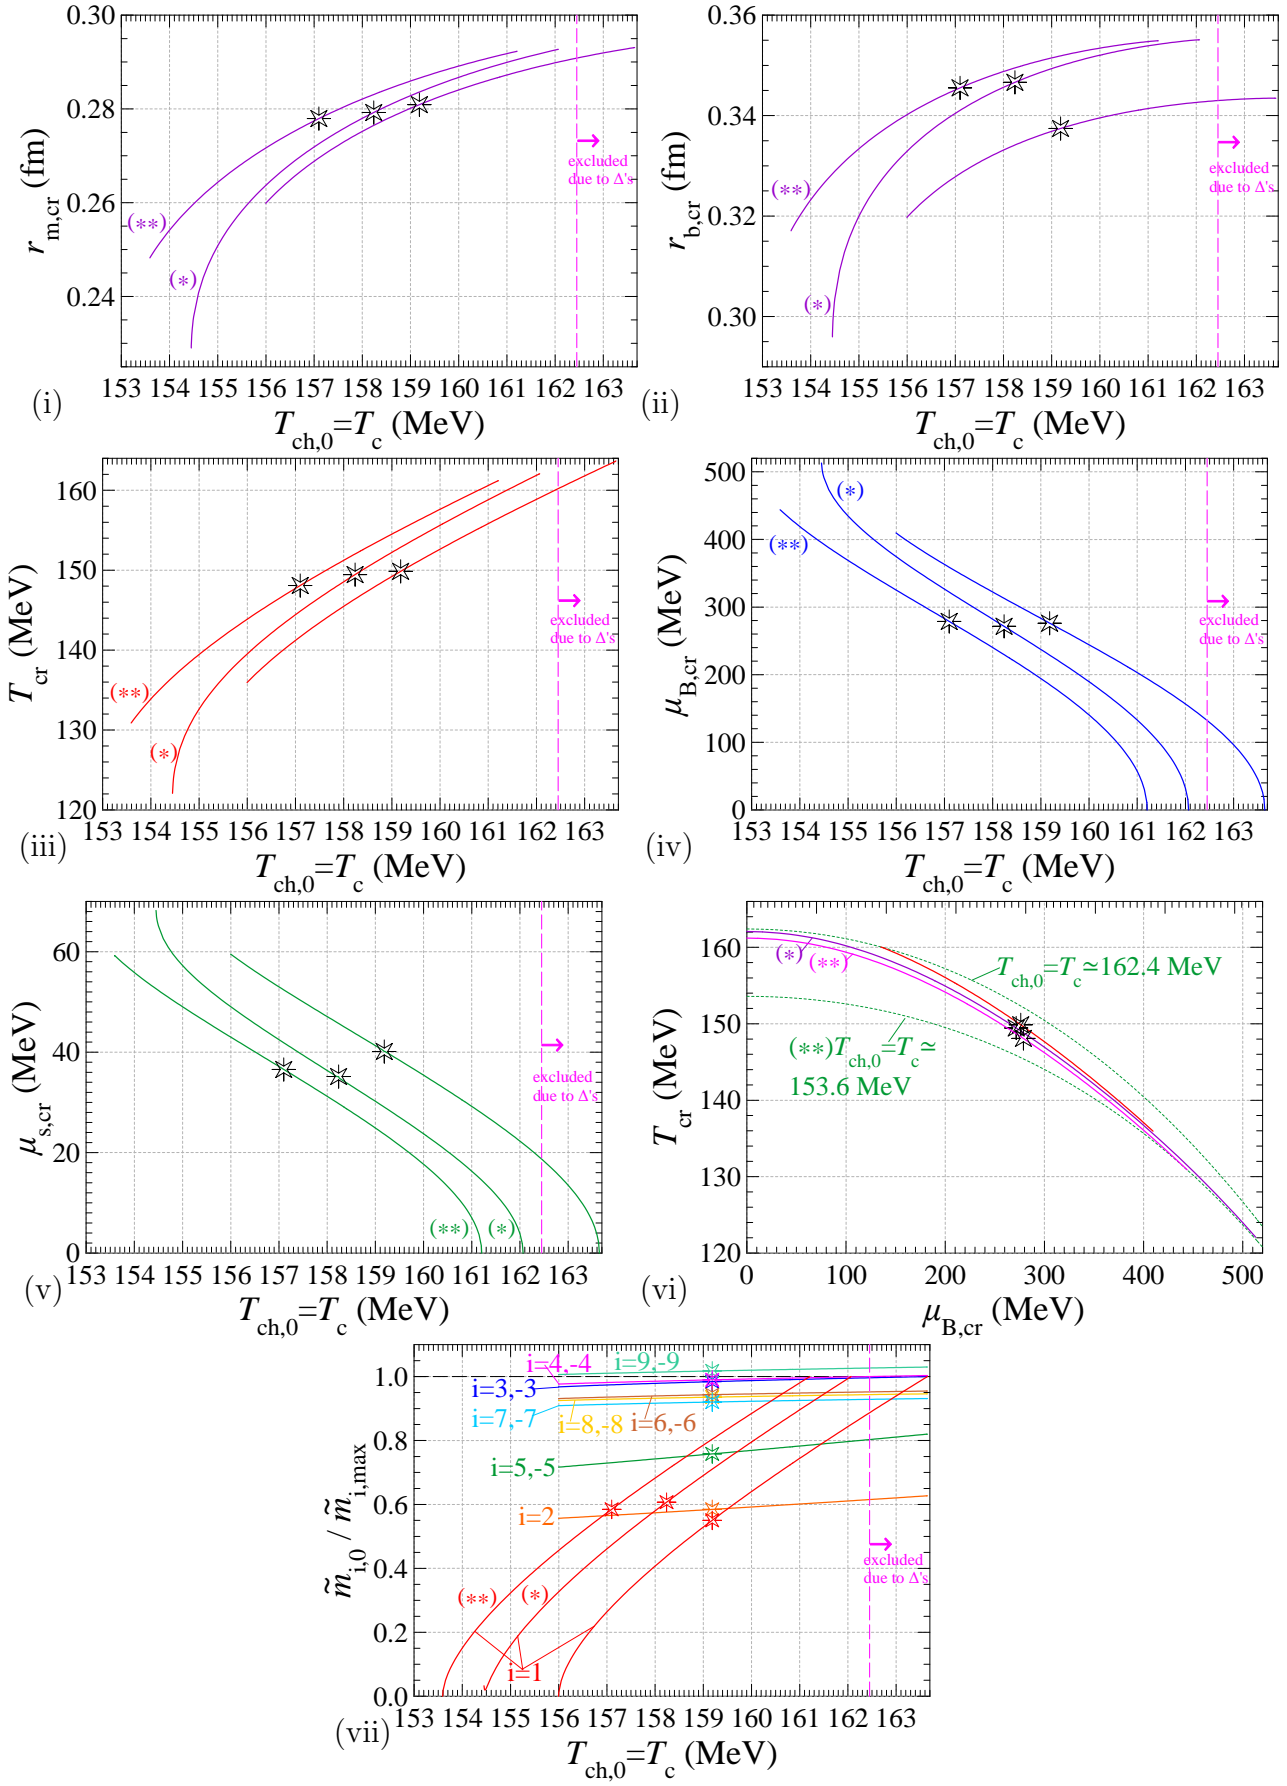 0.30
0.28
0.26
0.24
r_m,cr (fm)
(**)
(*)
excluded
due to Δ's
153 154 155 156 157 158 159 160 161 162 163
(i)
T_ch,0=T_c (MeV)
0.36
0.34
0.32
0.30
r_b,cr (fm)
(**)
(*)
excluded
due to Δ's
153 154 155 156 157 158 159 160 161 162 163
(ii)
T_ch,0=T_c (MeV)
160
150
140
130
120
T_cr (MeV)
(**)
(*)
excluded
due to Δ's
153 154 155 156 157 158 159 160 161 162 163
(iii)
T_ch,0=T_c (MeV)
500
400
300
200
100
0
μ_B,cr (MeV)
(*)
(**)
excluded
due to Δ's
153 154 155 156 157 158 159 160 161 162 163
(iv)
T_ch,0=T_c (MeV)
60
40
20
0
μ_s,cr (MeV)
excluded
due to Δ's
(**) (*)
153 154 155 156 157 158 159 160 161 162 163
(v)
T_ch,0=T_c (MeV)
160
150
140
130
120
T_cr (MeV)
(*)
(**)
T_ch,0=T_c≃162.4 MeV
(**)T_ch,0=T_c≃
153.6 MeV
0 100 200 300 400 500
(vi)
μ_B,cr (MeV)
1.0
0.8
0.6
0.4
0.2
0.0
m̃_i,0 / m̃_i,max
i=4,-4 i=9,-9
i=3,-3
i=7,-7
i=8,-8 i=6,-6
i=5,-5
i=2
excluded
due to Δ's
(**)
(*)
i=1
153 154 155 156 157 158 159 160 161 162 163
(vii)
T_ch,0=T_c (MeV)